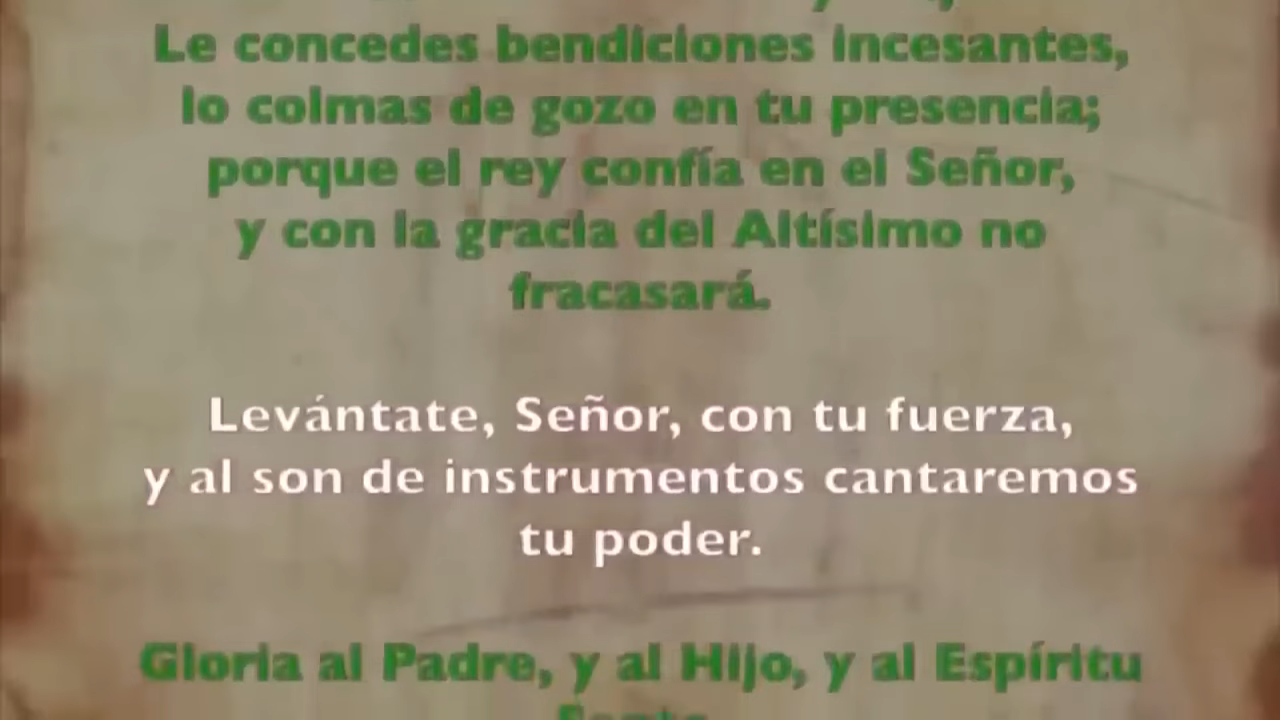 Le concedes bendiciones incesantes,
lo colmas de gozo en tu presencia;
porque el rey confía en el Señor,
y con la gracia del Altísimo no
fracasará.
Levántate, Señor, con tu fuerza,
y al son de instrumentos cantaremos
tu poder.
Gloria al Padre, y al Hijo, y al Espíritu